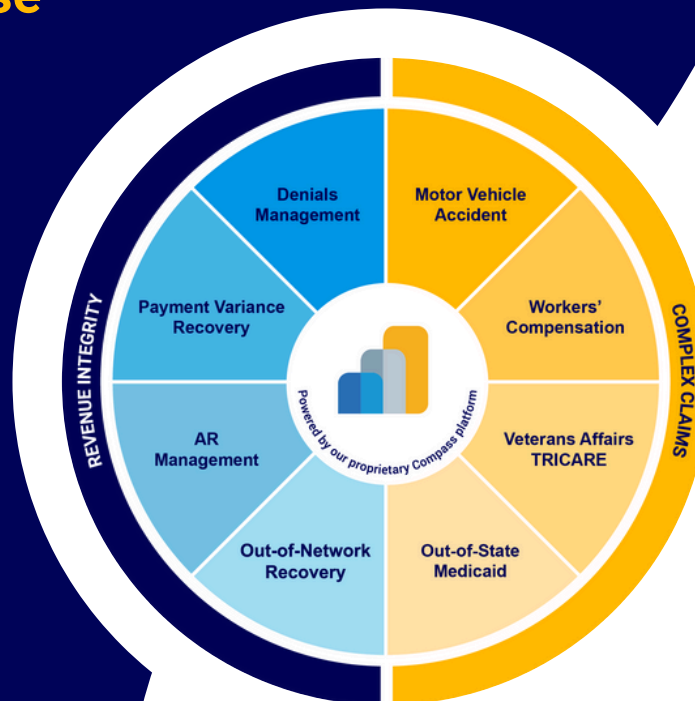 se
Denials
Management
Motor Vehicle
Accident
Payment Variance
Recovery
Workers'
Compensation
REVENUE INTEGRITY
COMPLEX CLAIMS
Powered by our proprietary Compass platform
AR
Management
Veterans Affairs
TRICARE
Out-of-Network
Recovery
Out-of-State
Medicaid